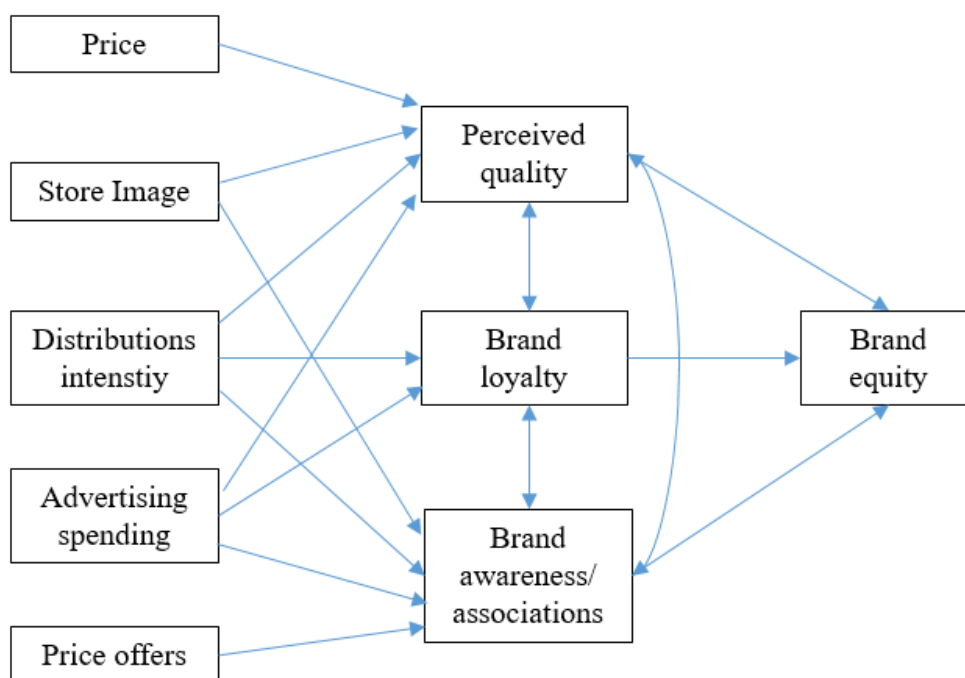 Price
Store Image
Distributions
intenstiy
Advertising
spending
Price offers
Perceived
quality
Brand
loyalty
Brand
awareness/
associations
Brand
equity